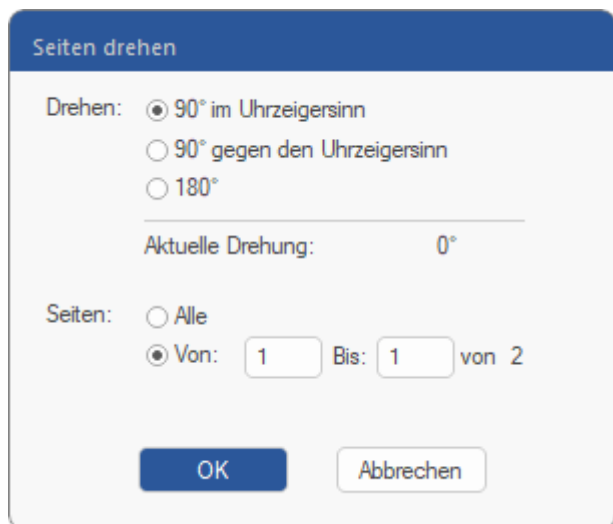 Seiten drehen
Drehen: 90° im Uhrzeigersinn
90° gegen den Uhrzeigersinn
180°
Aktuelle Drehung: 0°
Seiten: Alle
Von: 1 Bis: 1 von 2
OK Abbrechen